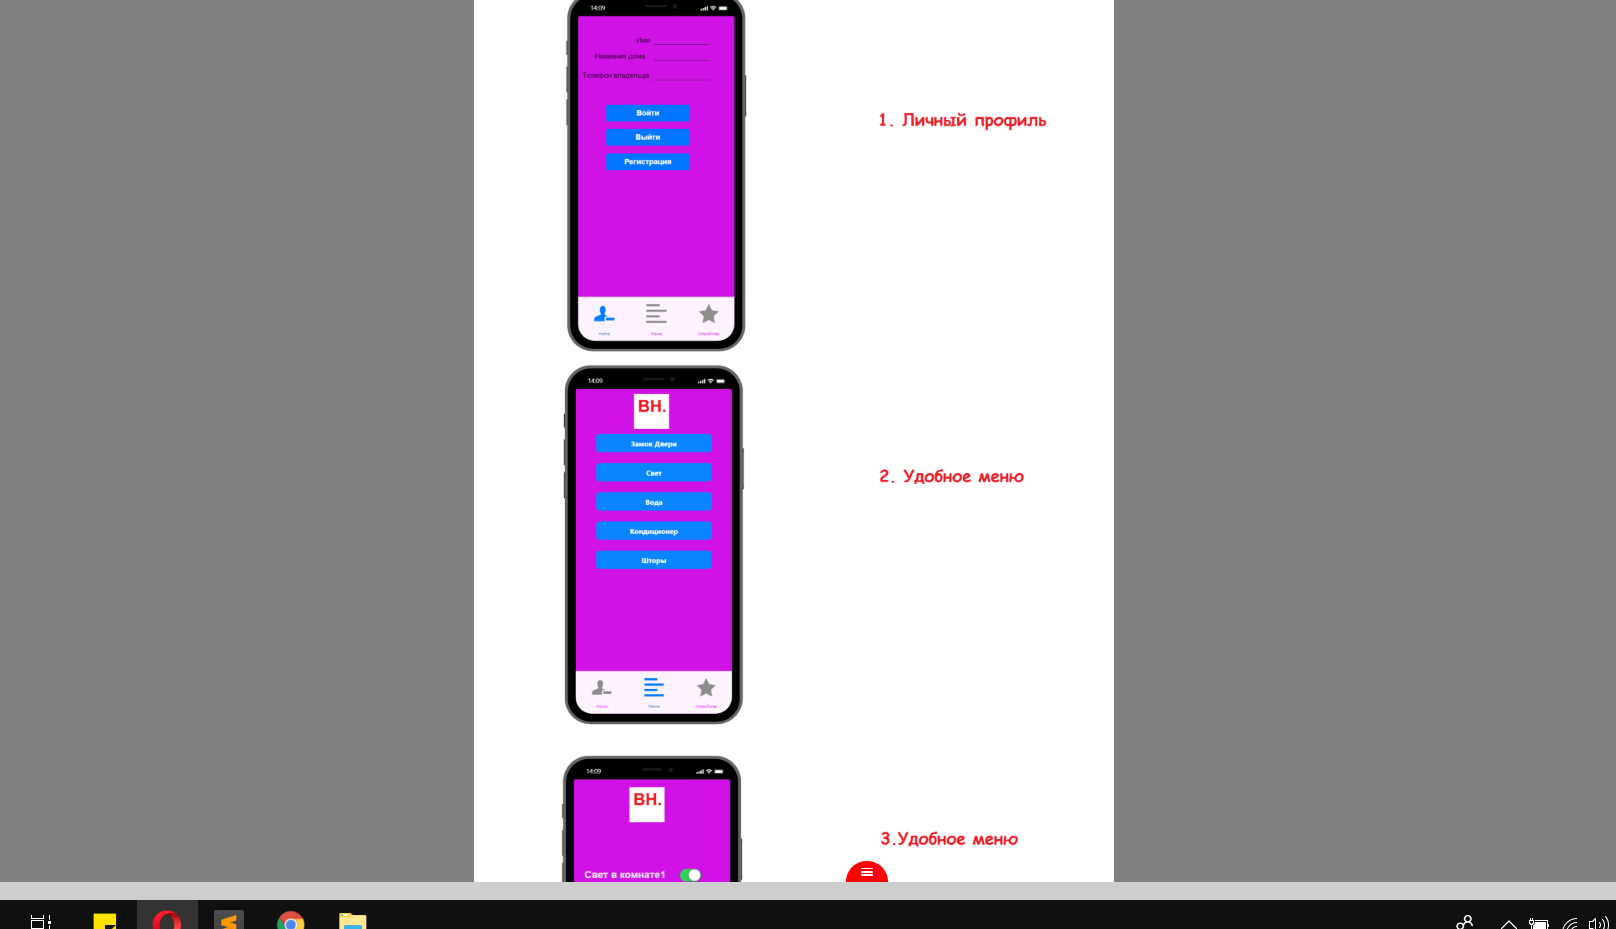 14:09
Имя
Названия дома
Телефон владельца
Войти
Выйти
Регистрация
Home
Меню
Устройства
1. Личный профиль
14:09
BH.
Замок Двери
Свет
Вода
Кондиционер
Шторы
Home
Меню
Устройства
2. Удобное меню
14:09
BH.
Свет в комнате1
3.Удобное меню